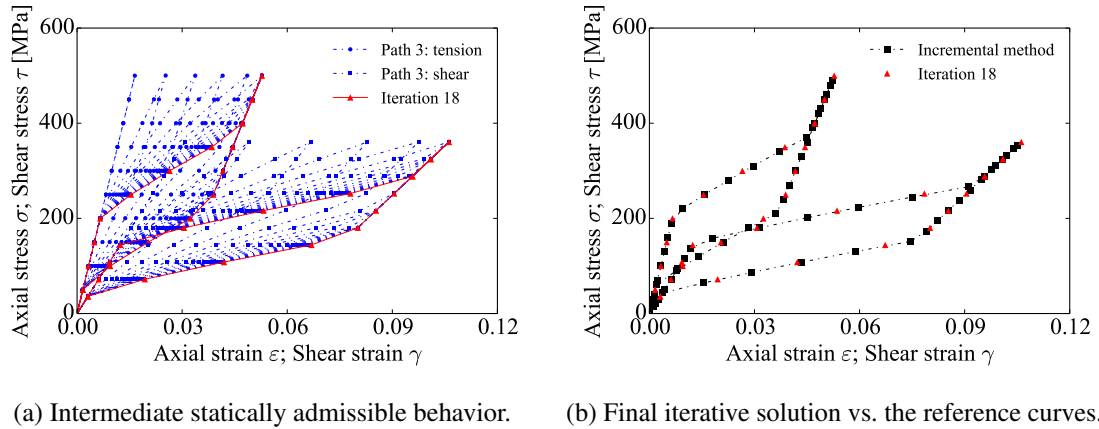 Axial stress σ; Shear stress τ [MPa]
600
400
200
0
0.00
0.03
0.06
0.09
0.12
Axial strain ε; Shear strain γ
Path 3: tension
Path 3: shear
Iteration 18
(a) Intermediate statically admissible behavior.
Axial stress σ; Shear stress τ [MPa]
600
400
200
0
0.00
0.03
0.06
0.09
0.12
Axial strain ε; Shear strain γ
Incremental method
Iteration 18
(b) Final iterative solution vs. the reference curves.